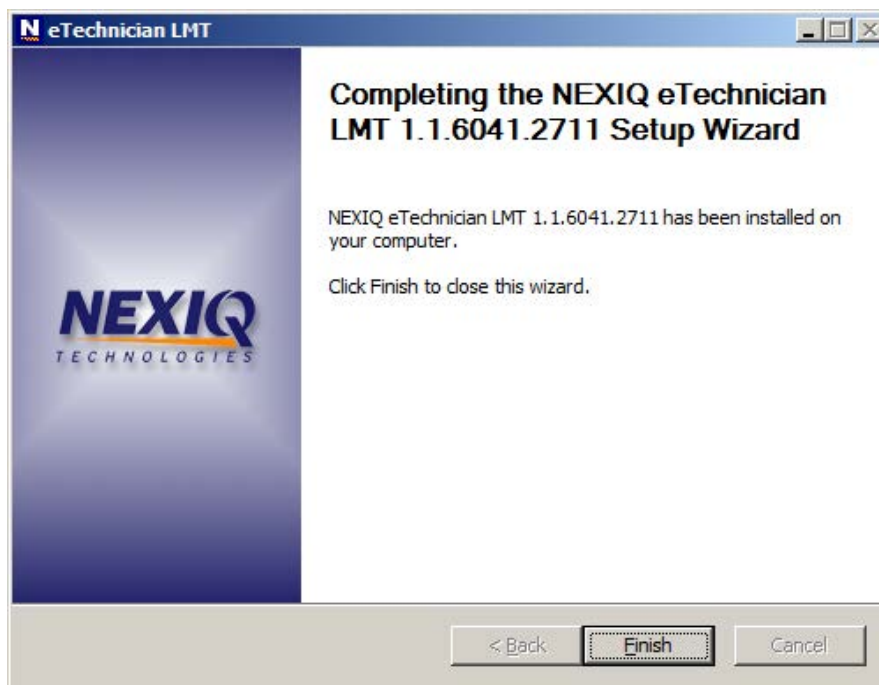 N eTechnician LMT
Completing the NEXIQ eTechnician
LMT 1.1.6041.2711 Setup Wizard
NEXIQ eTechnician LMT 1.1.6041.2711 has been installed on
your computer.
Click Finish to close this wizard.
NEXIQ
TECHNOLOGIES
< Back
Finish
Cancel